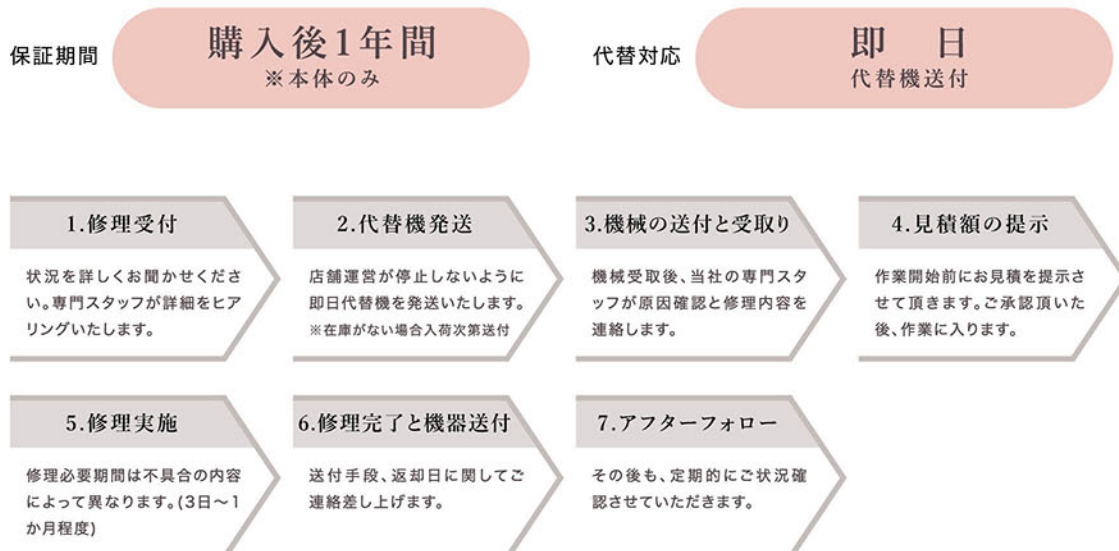 保証期間
購入後1年間
※本体のみ
代替対応
即 日
代替機送付
1.修理受付
状況を詳しくお聞かせくださ
い。専門スタッフが詳細をヒア
リングいたします。
2.代替機発送
店舗運営が停止しないように
即日代替機を発送いたします。
※在庫がない場合入荷次第送付
3.機械の送付と受取り
機械受取後、当社の専門スタ
ッフが原因確認と修理内容を
連絡します。
4.見積額の提示
作業開始前にお見積を提示さ
せて頂きます。ご承認頂いた
後、作業に入ります。
5.修理実施
修理必要期間は不具合の内容
によって異なります。(3日～1
か月程度)
6.修理完了と機器送付
送付手段、返却日に関してご
連絡差し上げます。
7.アフターフォロー
その後も、定期的にご状況確
認させていただきます。